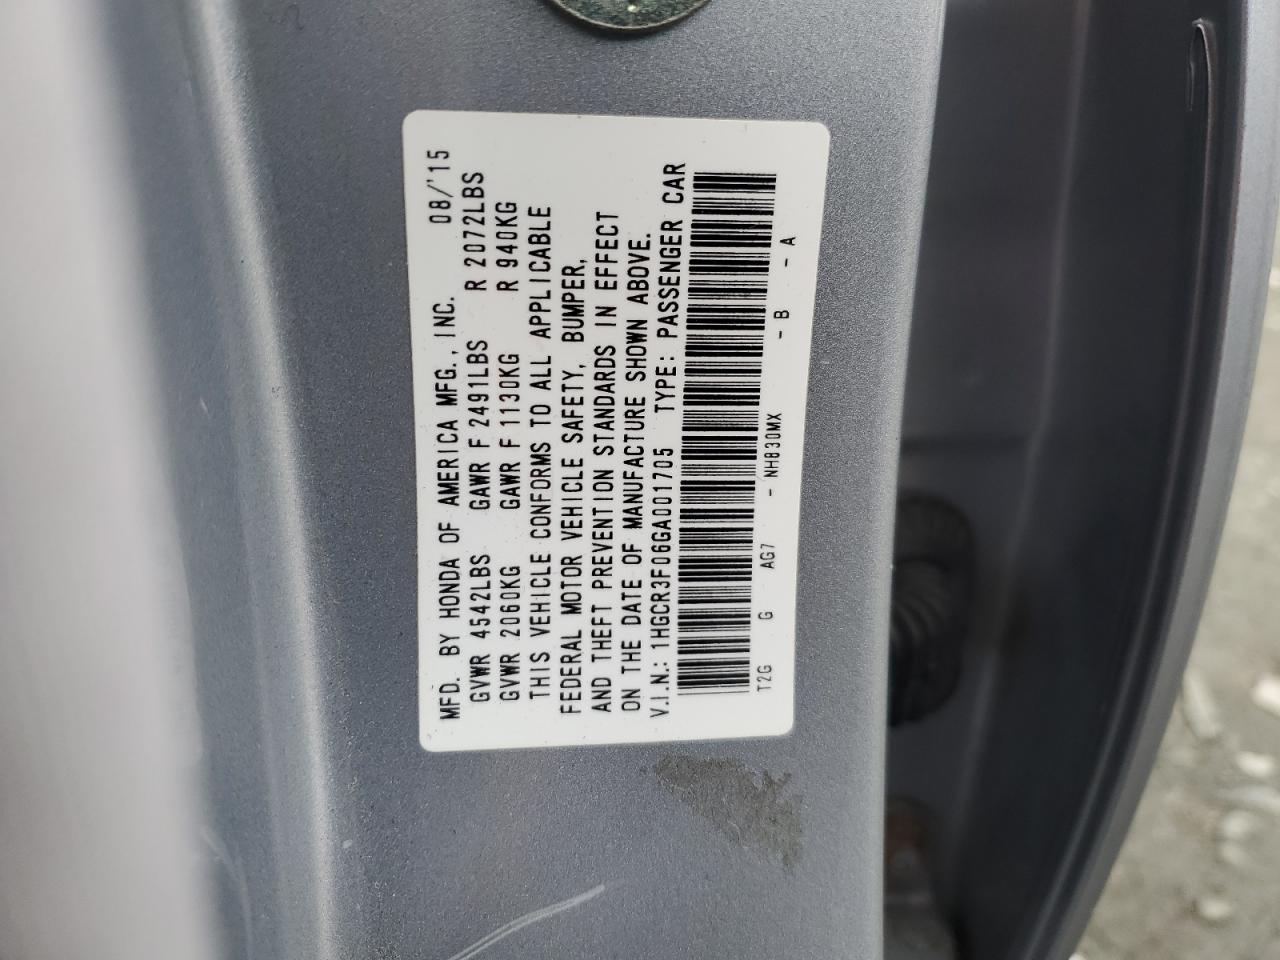 MFD. BY HONDA OF AMERICA MFG., INC. 08/'15
GVWR 4542LBS GAWR F 2491LBS R 2072LBS
GVWR 2060KG GAWR F 1130KG R 940KG
THIS VEHICLE CONFORMS TO ALL APPLICABLE
FEDERAL MOTOR VEHICLE SAFETY, BUMPER,
AND THEFT PREVENTION STANDARDS IN EFFECT
ON THE DATE OF MANUFACTURE SHOWN ABOVE.
V.I.N.: 1HGCR3F06GA001705 TYPE: PASSENGER CAR
T2G G AG7 - NH830MX - B - A